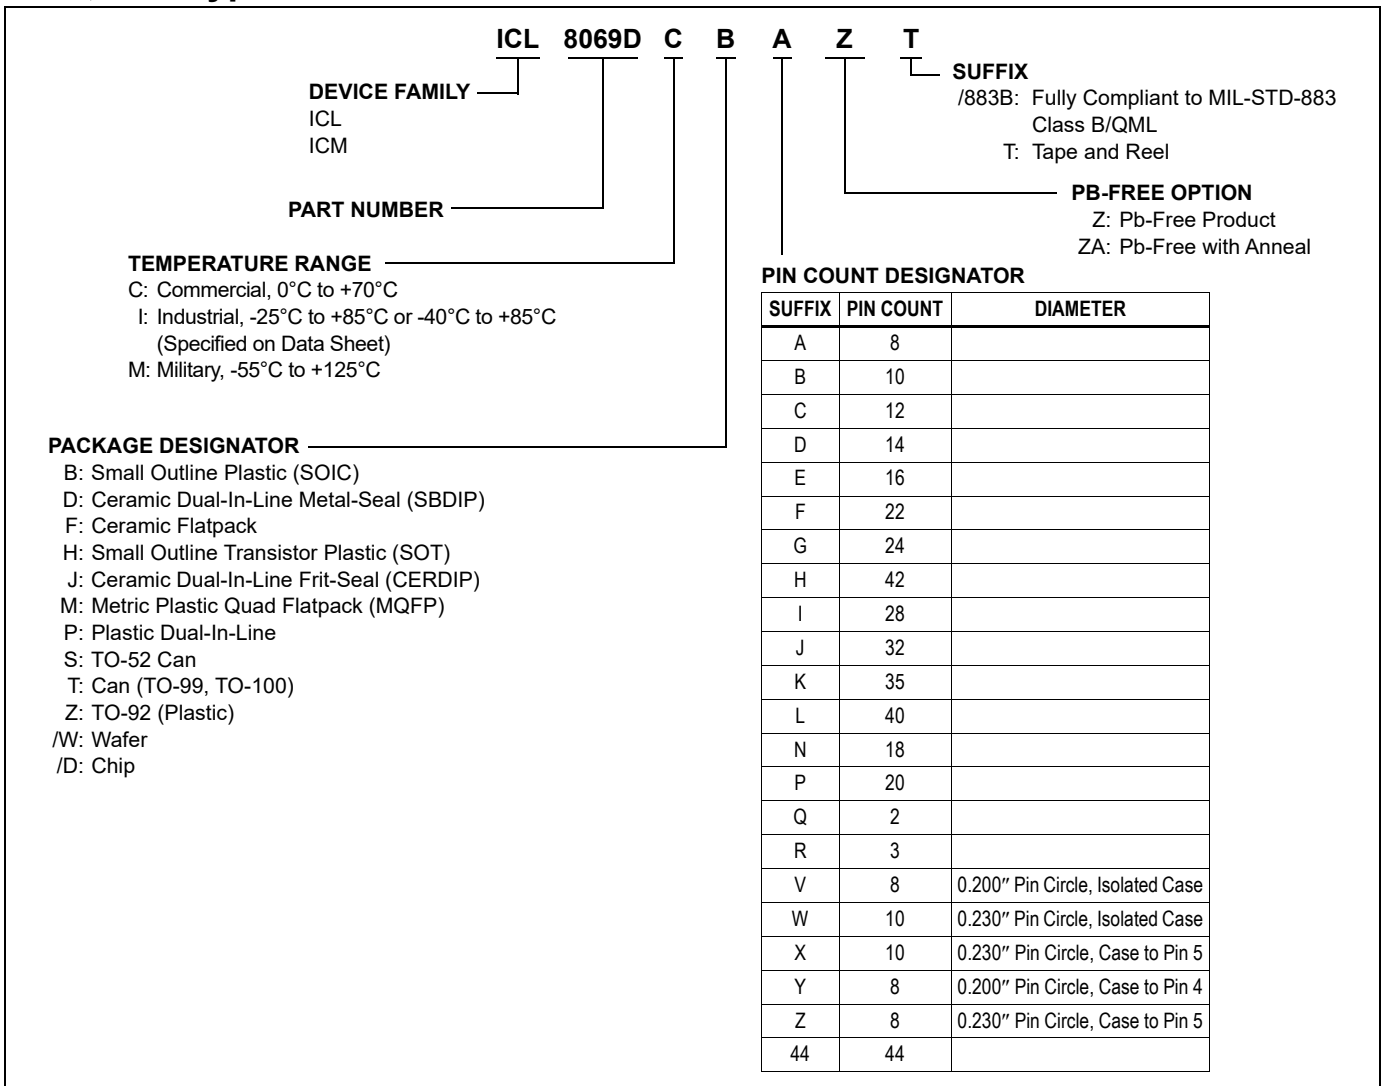 ICL 8069D C B A Z T
DEVICE FAMILY
ICL
ICM
PART NUMBER
TEMPERATURE RANGE
C: Commercial, 0°C to +70°C
I: Industrial, -25°C to +85°C or -40°C to +85°C
(Specified on Data Sheet)
M: Military, -55°C to +125°C
PACKAGE DESIGNATOR
B: Small Outline Plastic (SOIC)
D: Ceramic Dual-In-Line Metal-Seal (SBDIP)
F: Ceramic Flatpack
H: Small Outline Transistor Plastic (SOT)
J: Ceramic Dual-In-Line Frit-Seal (CERDIP)
M: Metric Plastic Quad Flatpack (MQFP)
P: Plastic Dual-In-Line
S: TO-52 Can
T: Can (TO-99, TO-100)
Z: TO-92 (Plastic)
/W: Wafer
/D: Chip
SUFFIX
/883B: Fully Compliant to MIL-STD-883
Class B/QML
T: Tape and Reel
PB-FREE OPTION
Z: Pb-Free Product
ZA: Pb-Free with Anneal
PIN COUNT DESIGNATOR
SUFFIX PIN COUNT DIAMETER
A 8
B 10
C 12
D 14
E 16
F 22
G 24
H 42
I 28
J 32
K 35
L 40
N 18
P 20
Q 2
R 3
V 8 0.200″ Pin Circle, Isolated Case
W 10 0.230″ Pin Circle, Isolated Case
X 10 0.230″ Pin Circle, Case to Pin 5
Y 8 0.200″ Pin Circle, Case to Pin 4
Z 8 0.230″ Pin Circle, Case to Pin 5
44 44